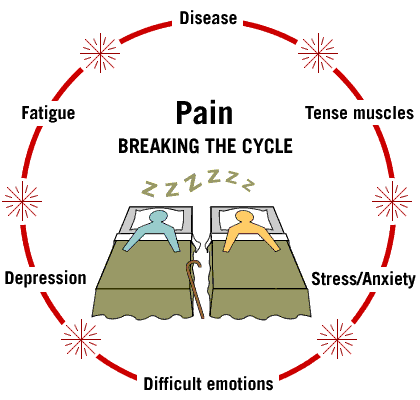 Disease
Fatigue
Tense muscles
Pain
BREAKING THE CYCLE
Z Z Z Z Z Z Z
Depression
Stress/Anxiety
Difficult emotions